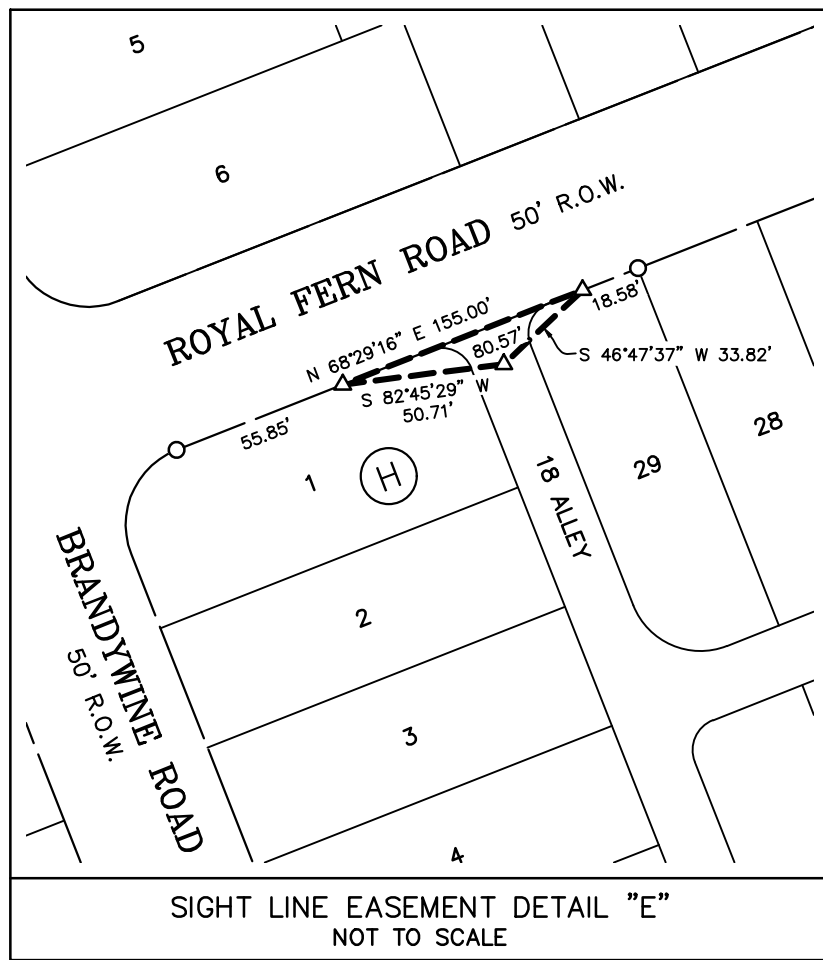 5
6
ROYAL FERN ROAD 50' R.O.W.
N 68°29'16" E 155.00'
18.58'
80.57'
S 46°47'37" W 33.82'
S 82°45'29" W
50.71'
55.85'
1
H
18 ALLEY
29
28
BRANDYWINE ROAD
50' R.O.W.
2
3
4
SIGHT LINE EASEMENT DETAIL "E"
NOT TO SCALE